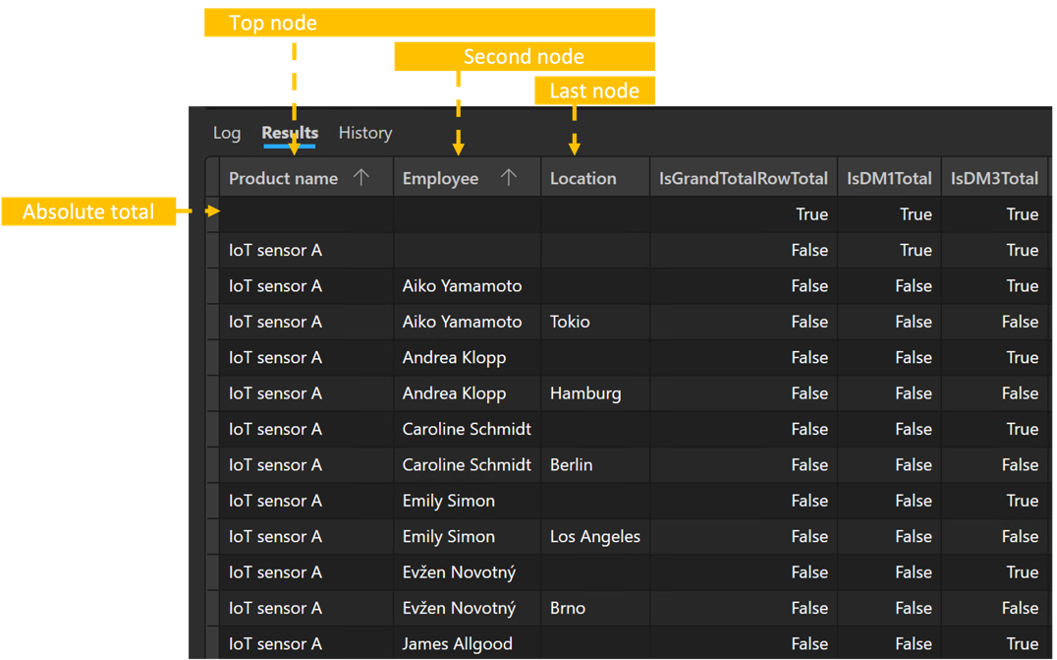 Top node
Second node
Last node
Log Results History
Product name Employee Location IsGrandTotalRowTotal IsDM1Total IsDM3Total
Absolute total True True True
IoT sensor A False True True
IoT sensor A Aiko Yamamoto False False True
IoT sensor A Aiko Yamamoto Tokio False False False
IoT sensor A Andrea Klopp False False True
IoT sensor A Andrea Klopp Hamburg False False False
IoT sensor A Caroline Schmidt False False True
IoT sensor A Caroline Schmidt Berlin False False False
IoT sensor A Emily Simon False False True
IoT sensor A Emily Simon Los Angeles False False False
IoT sensor A Evžen Novotný False False True
IoT sensor A Evžen Novotný Brno False False False
IoT sensor A James Allgood False False True